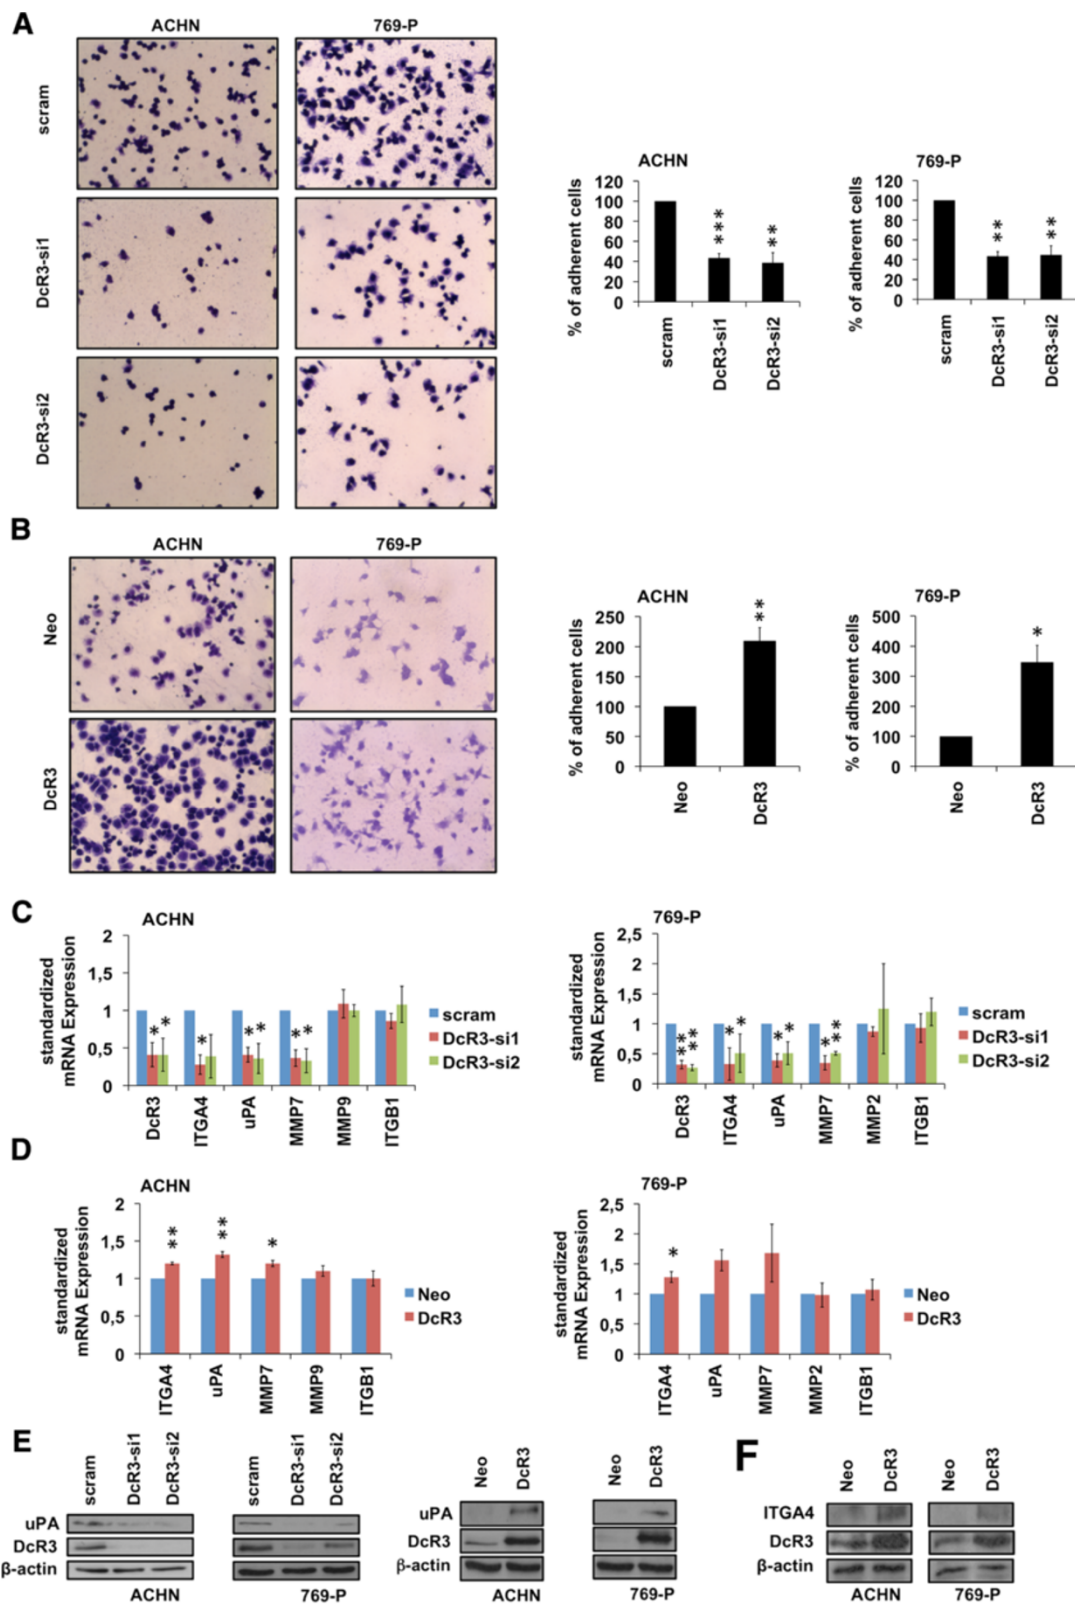 A
ACHN
769-P
scram
DcR3-si1
DcR3-si2
ACHN
% of adherent cells
120
100
80
60
40
20
0
***
**
scram
DcR3-si1
DcR3-si2
769-P
% of adherent cells
120
100
80
60
40
20
0
**
**
scram
DcR3-si1
DcR3-si2
B
ACHN
769-P
Neo
DcR3
ACHN
% of adherent cells
250
200
150
100
50
0
**
Neo
DcR3
769-P
% of adherent cells
500
400
300
200
100
0
*
Neo
DcR3
C
ACHN
standardized
mRNA Expression
2
1,5
1
0,5
0
* *
*
* *
* *
DcR3
ITGA4
uPA
MMP7
MMP9
ITGB1
scram
DcR3-si1
DcR3-si2
769-P
standardized
mRNA Expression
2,5
2
1,5
1
0,5
0
** **
* *
* *
* **
DcR3
ITGA4
uPA
MMP7
MMP2
ITGB1
scram
DcR3-si1
DcR3-si2
D
ACHN
standardized
mRNA Expression
2
1,5
1
0,5
0
**
**
*
ITGA4
uPA
MMP7
MMP9
ITGB1
Neo
DcR3
769-P
standardized
mRNA Expression
2,5
2
1,5
1
0,5
0
*
ITGA4
uPA
MMP7
MMP2
ITGB1
Neo
DcR3
E
scram
DcR3-si1
DcR3-si2
scram
DcR3-si1
DcR3-si2
uPA
DcR3
β-actin
ACHN
769-P
Neo
DcR3
Neo
DcR3
uPA
DcR3
β-actin
ACHN
769-P
F
Neo
DcR3
Neo
DcR3
ITGA4
DcR3
β-actin
ACHN
769-P